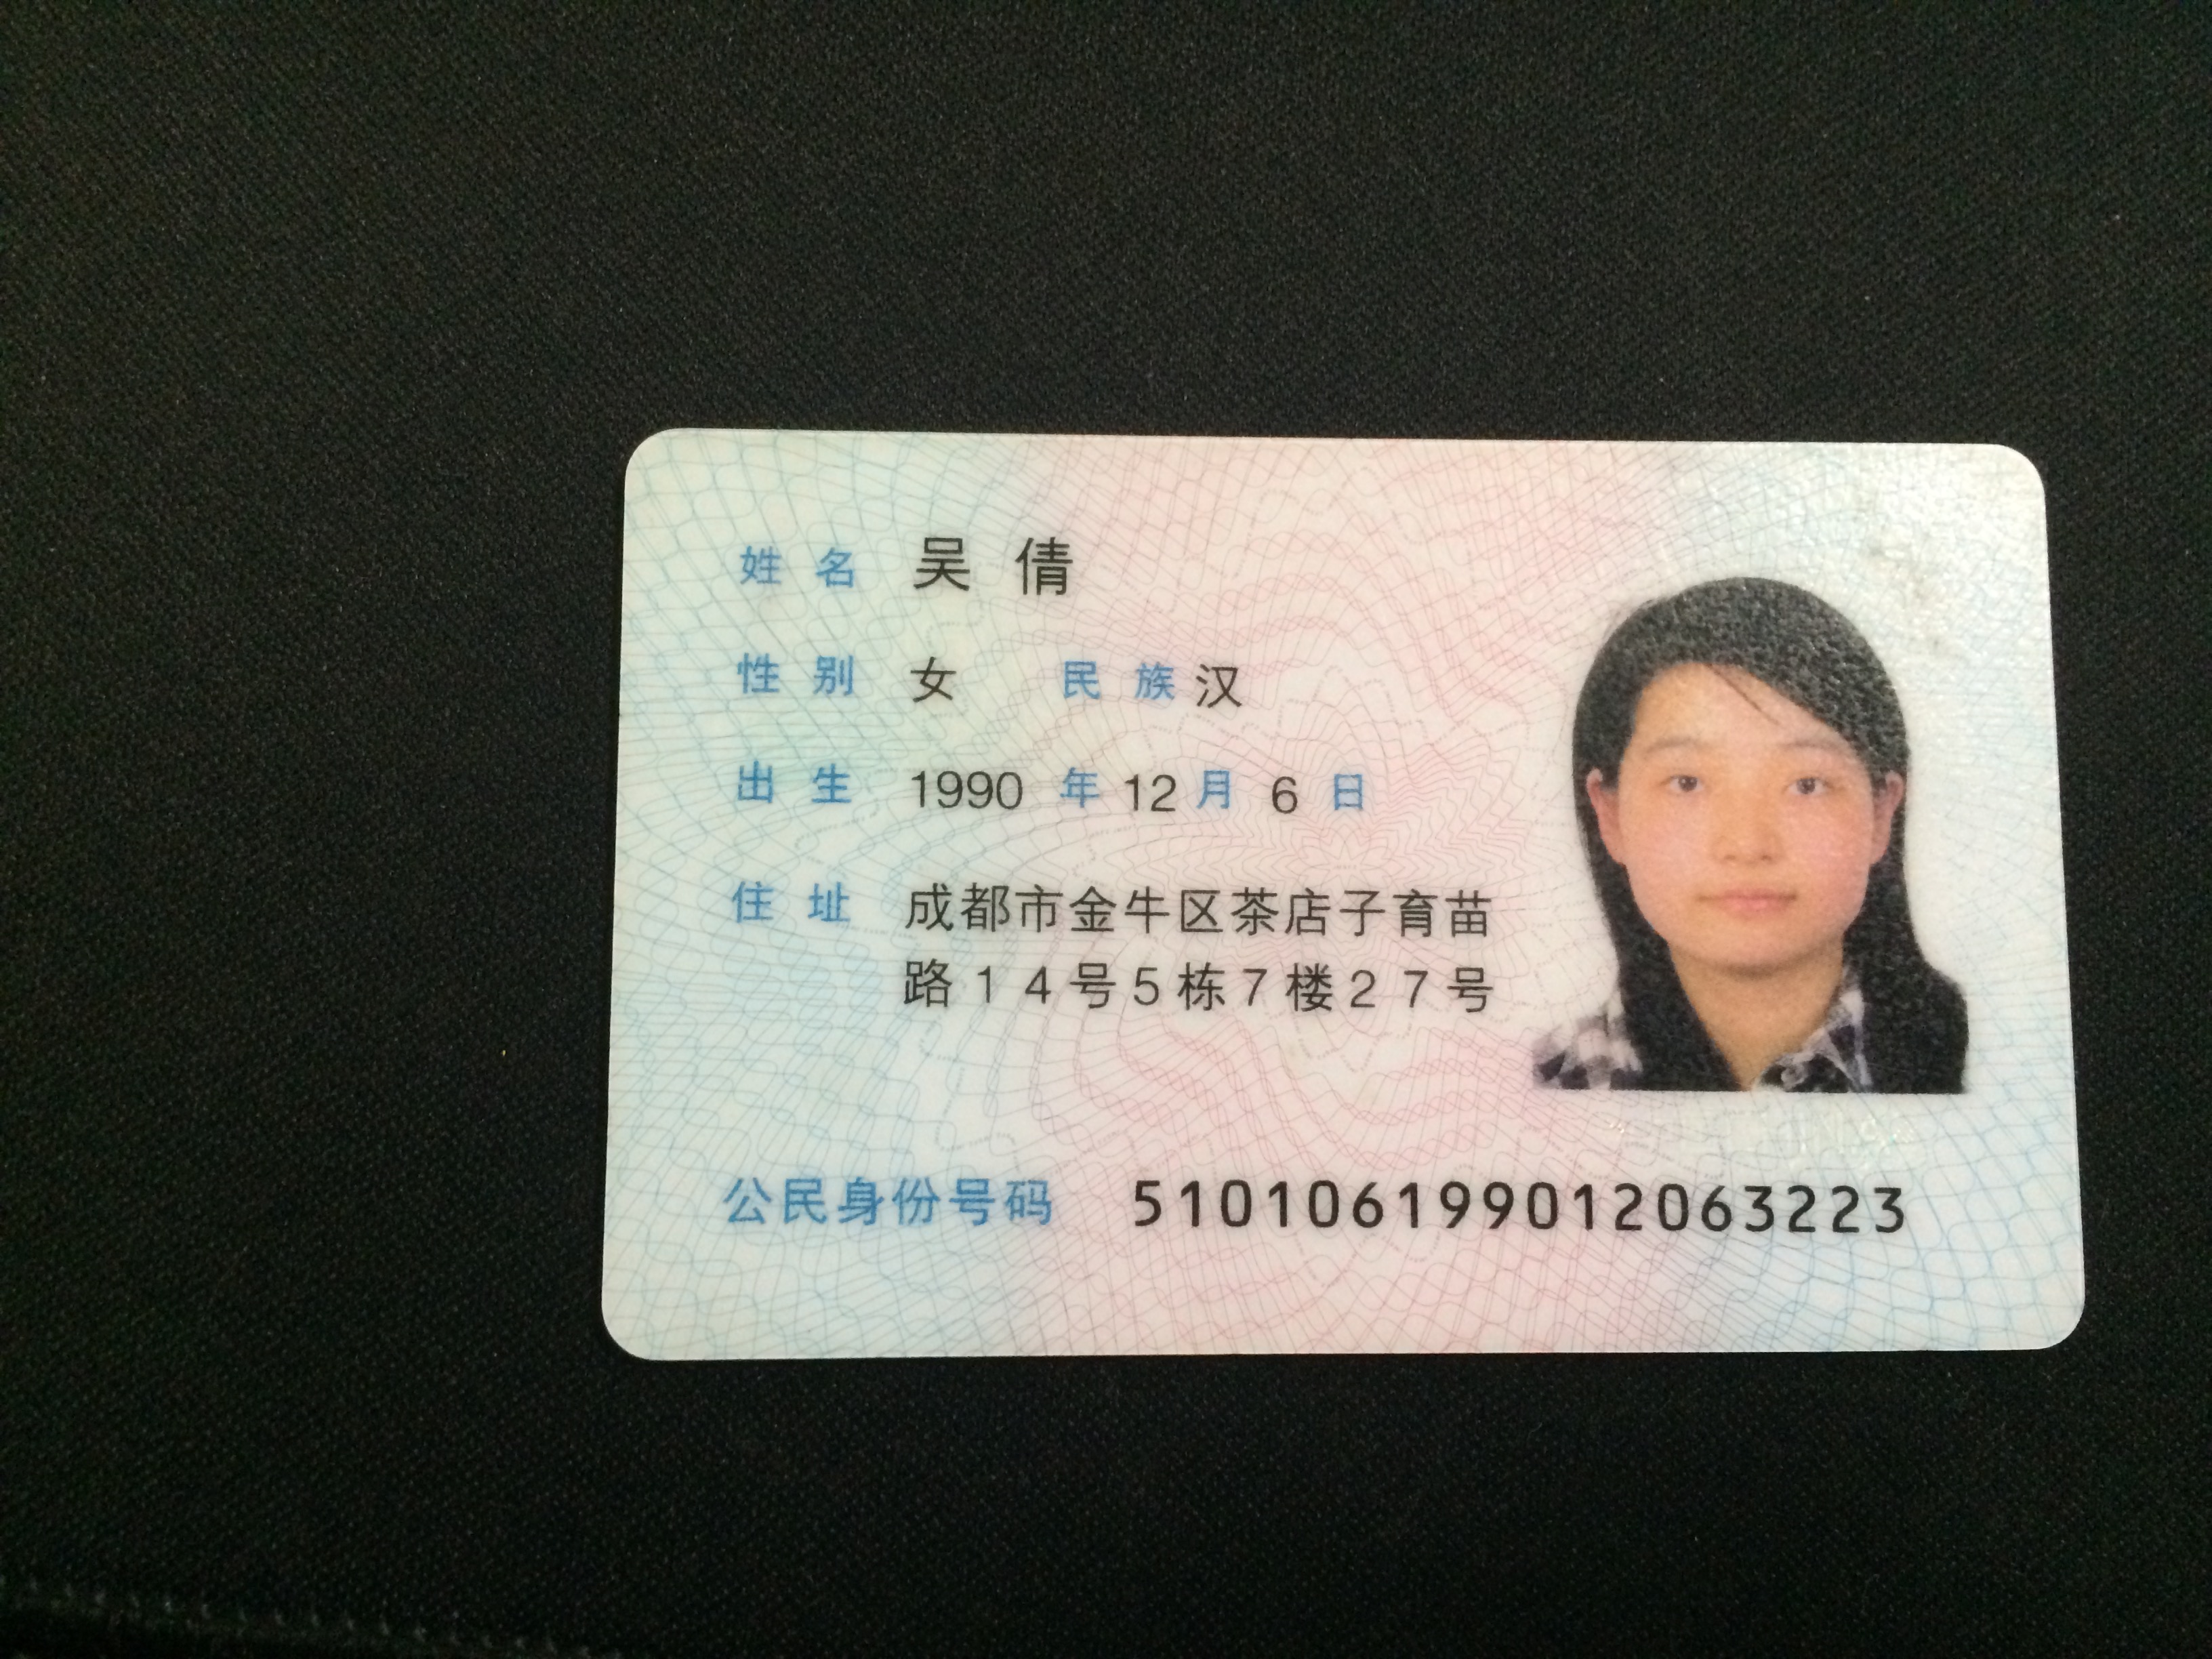 姓名 吴倩
性别 女 民族 汉
出生 1990 年 12 月 6 日
住址 成都市金牛区茶店子育苗
路14号5栋7楼27号
公民身份号码 510106199012063223